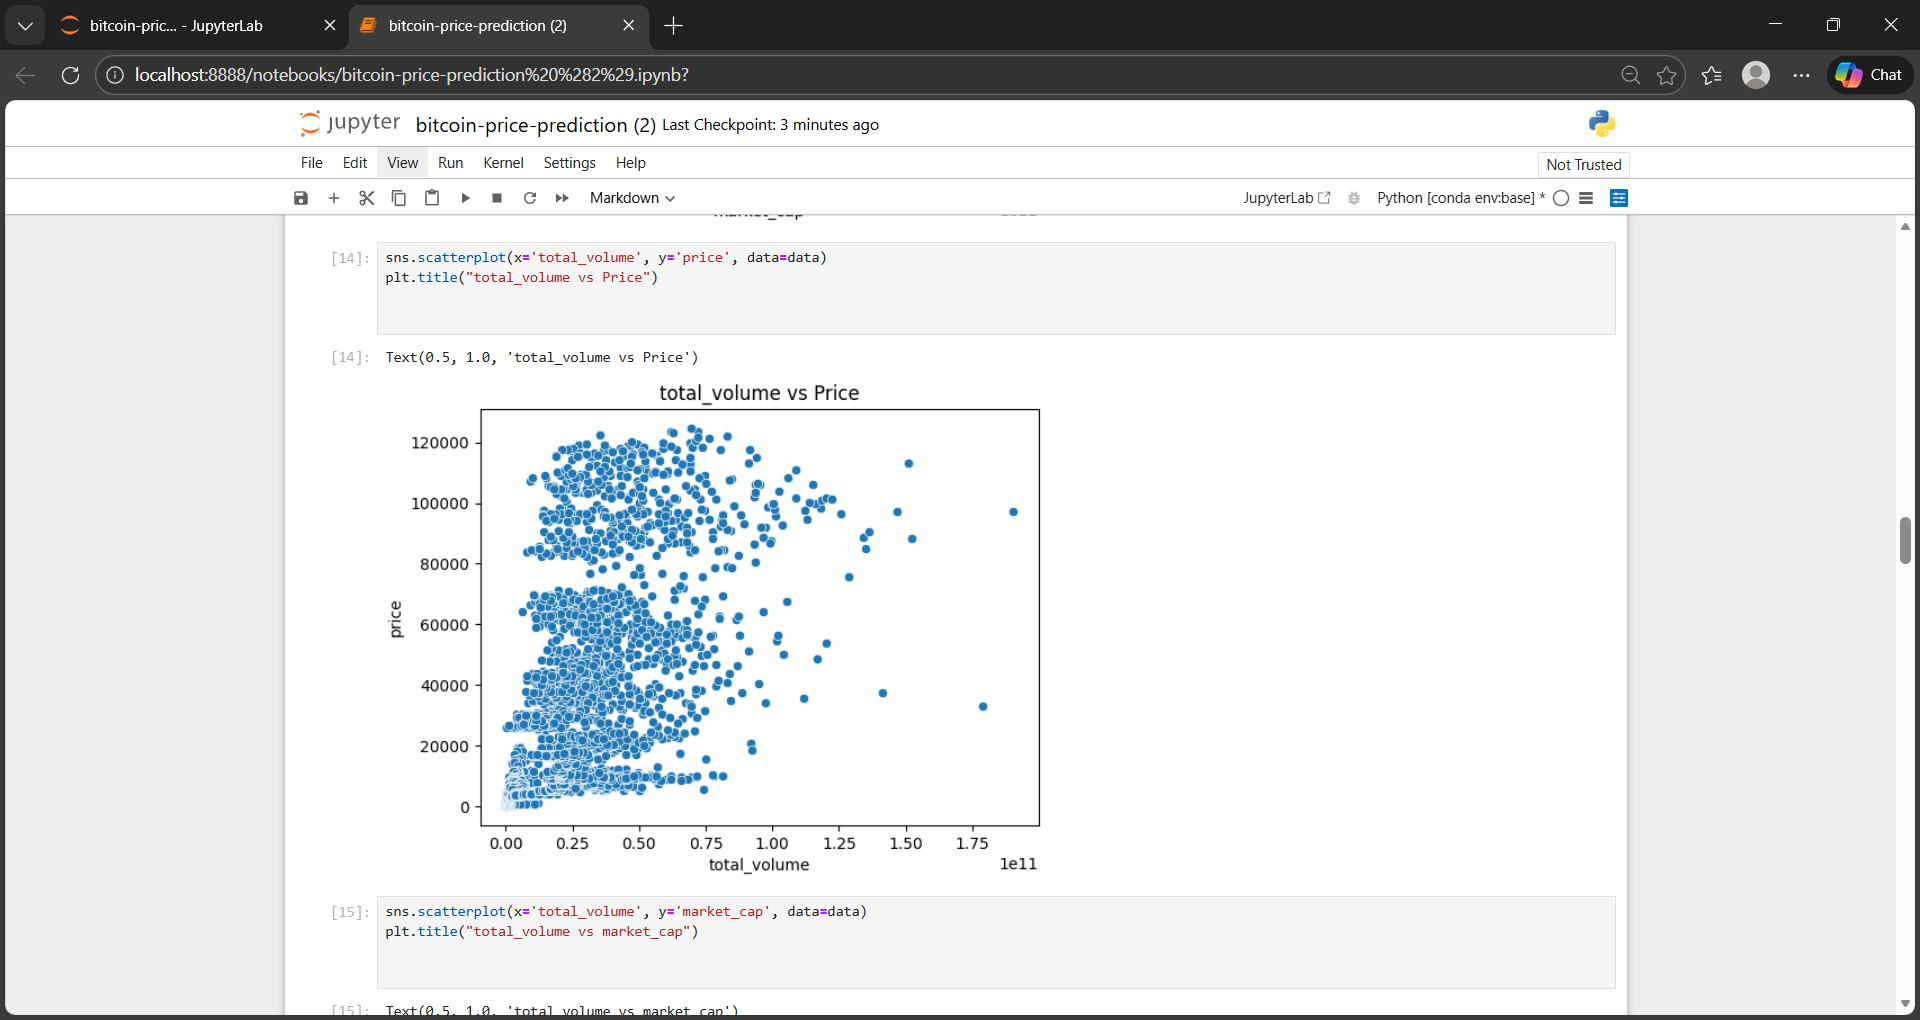 bitcoin-pric... - JupyterLab
bitcoin-price-prediction (2)
localhost:8888/notebooks/bitcoin-price-prediction%20%282%29.ipynb?
Chat
jupyter bitcoin-price-prediction (2) Last Checkpoint: 3 minutes ago
File Edit View Run Kernel Settings Help
Not Trusted
Markdown
JupyterLab
Python [conda env:base] *
[14]: sns.scatterplot(x='total_volume', y='price', data=data)
plt.title("total_volume vs Price")
[14]: Text(0.5, 1.0, 'total_volume vs Price')
total_volume vs Price
120000
100000
80000
60000
40000
20000
0
price
0.00 0.25 0.50 0.75 1.00 1.25 1.50 1.75
total_volume
1e11
[15]: sns.scatterplot(x='total_volume', y='market_cap', data=data)
plt.title("total_volume vs market_cap")
[15]: Text(0.5, 1.0, 'total_volume vs market_cap')